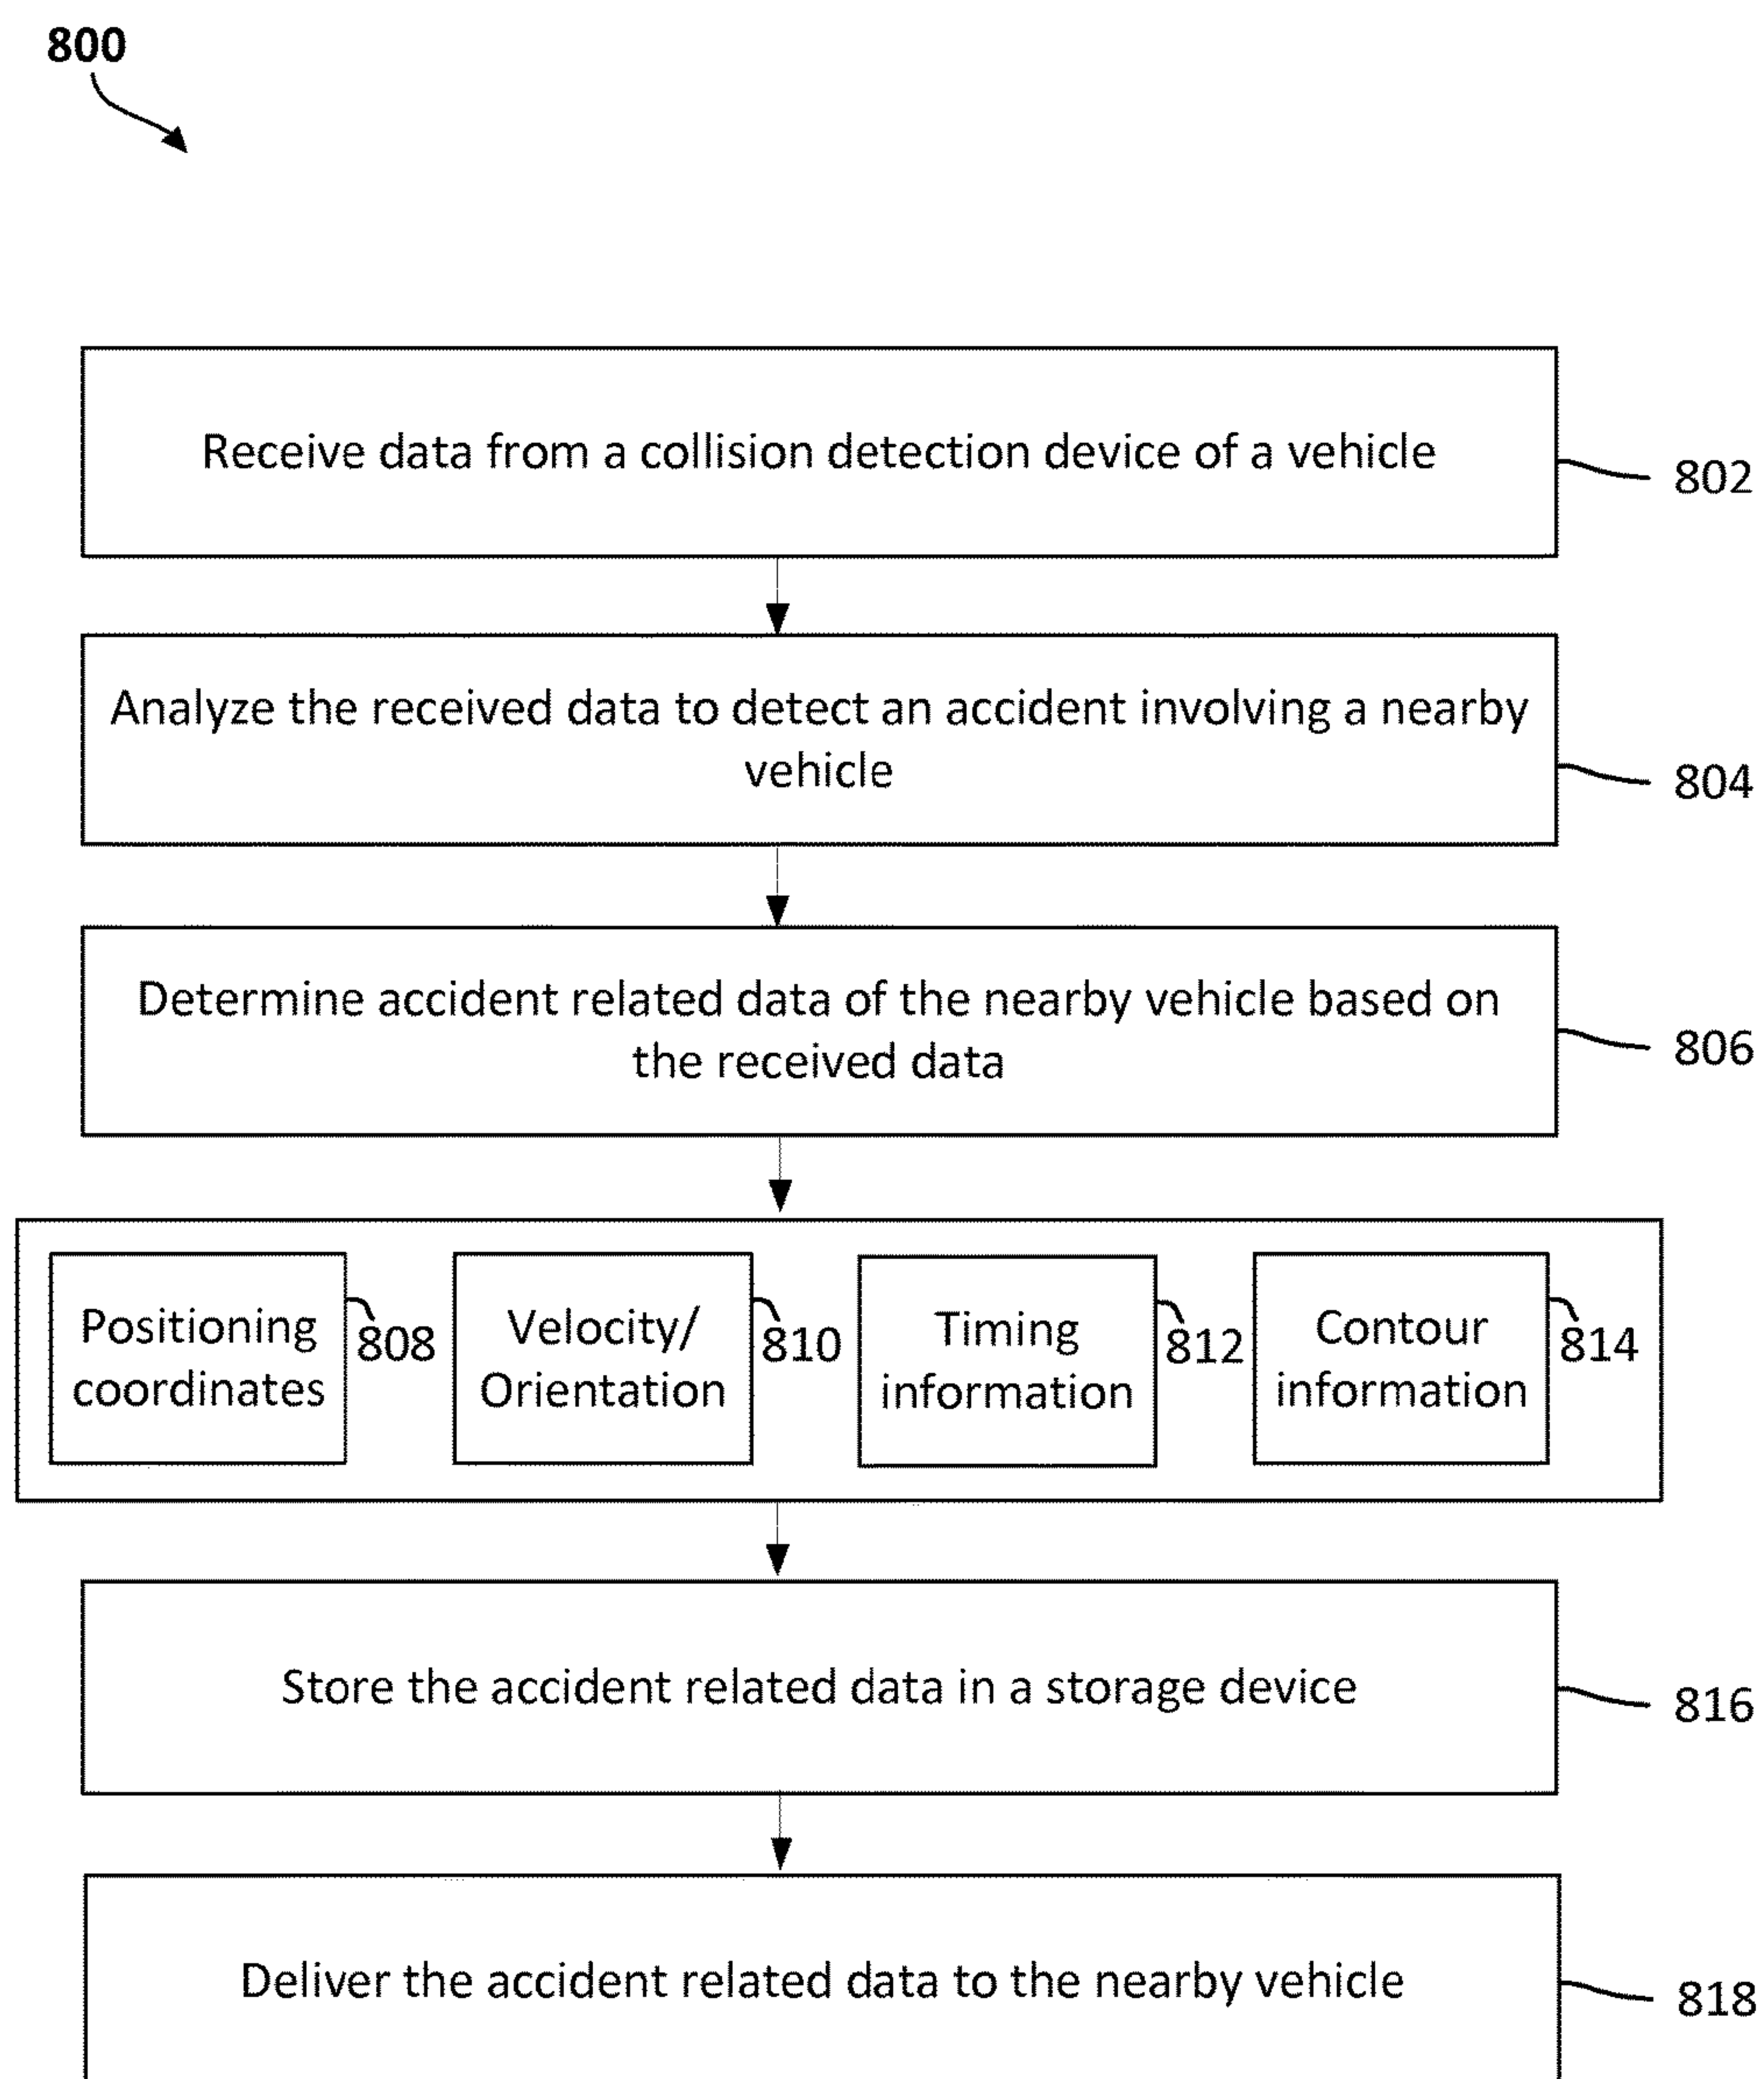 800
Receive data from a collision detection device of a vehicle
802
Analyze the received data to detect an accident involving a nearby
vehicle
804
Determine accident related data of the nearby vehicle based on
the received data
806
Positioning
coordinates
808
Velocity/
Orientation
810
Timing
information
812
Contour
information
814
Store the accident related data in a storage device
816
Deliver the accident related data to the nearby vehicle
818